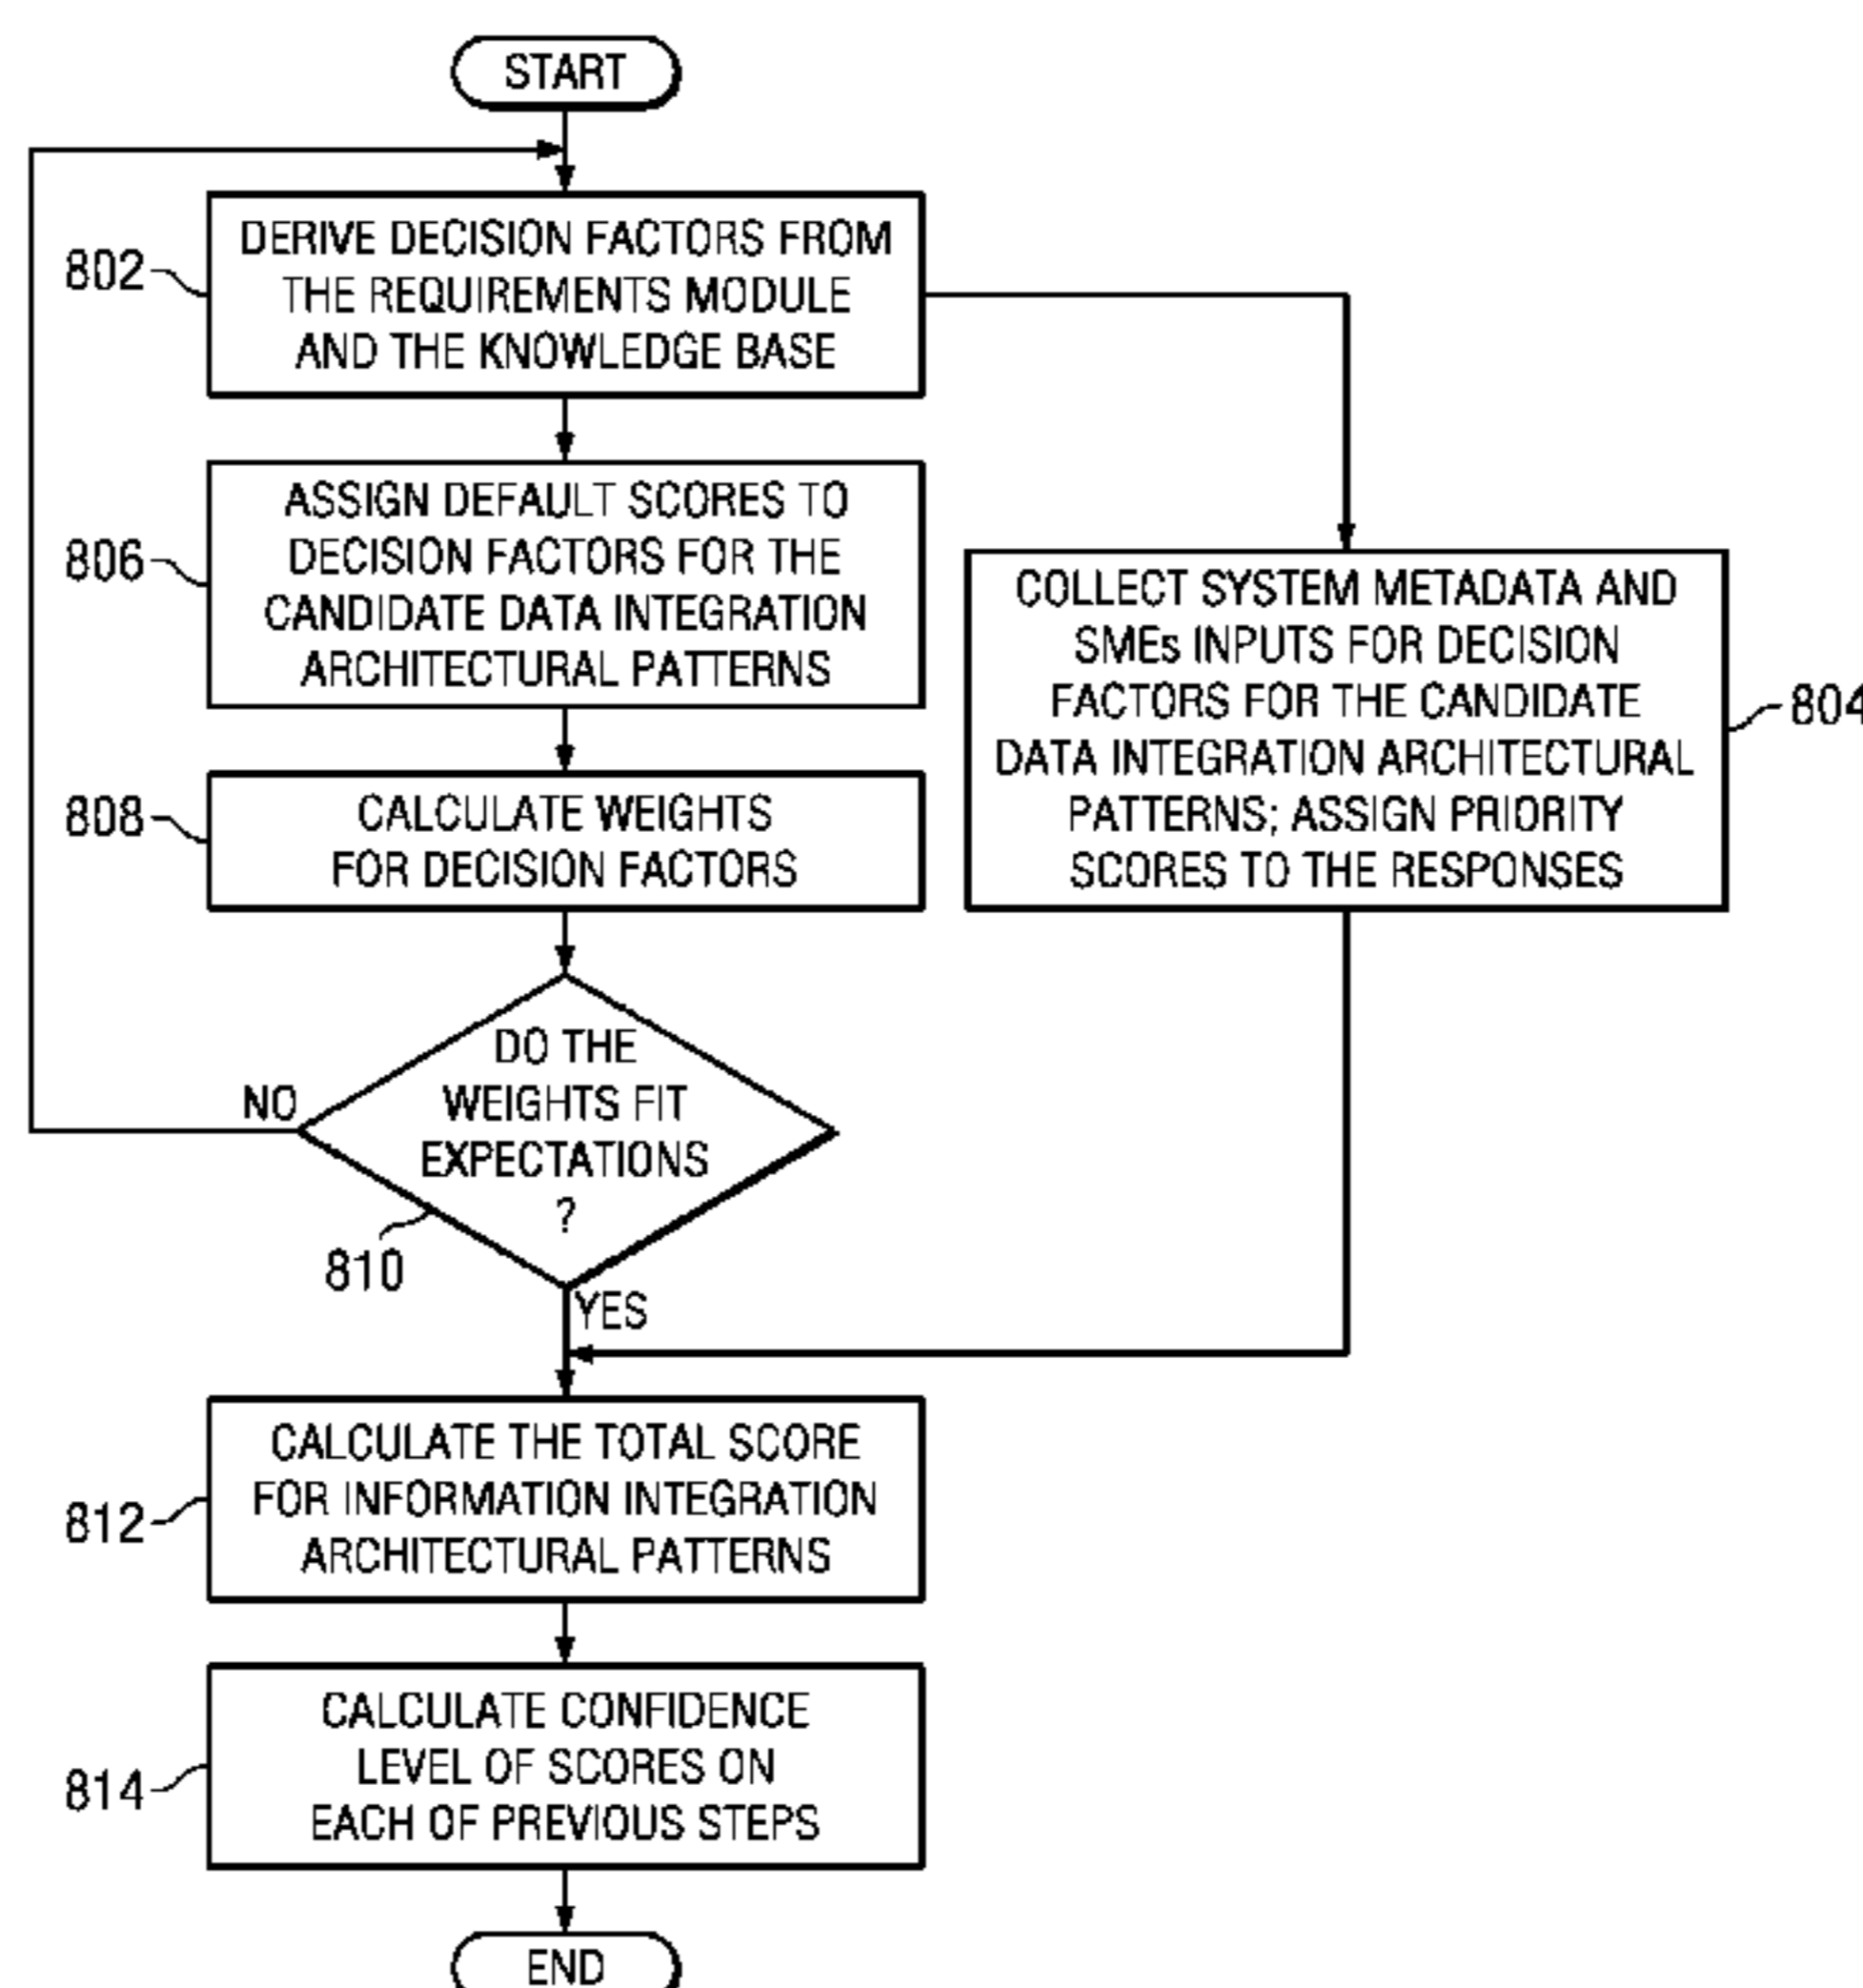 START
802
DERIVE DECISION FACTORS FROM
THE REQUIREMENTS MODULE
AND THE KNOWLEDGE BASE
806
ASSIGN DEFAULT SCORES TO
DECISION FACTORS FOR THE
CANDIDATE DATA INTEGRATION
ARCHITECTURAL PATTERNS
COLLECT SYSTEM METADATA AND
SMEs INPUTS FOR DECISION
FACTORS FOR THE CANDIDATE
DATA INTEGRATION ARCHITECTURAL
PATTERNS; ASSIGN PRIORITY
SCORES TO THE RESPONSES
804
808
CALCULATE WEIGHTS
FOR DECISION FACTORS
DO THE
WEIGHTS FIT
EXPECTATIONS
?
NO
810
YES
812
CALCULATE THE TOTAL SCORE
FOR INFORMATION INTEGRATION
ARCHITECTURAL PATTERNS
814
CALCULATE CONFIDENCE
LEVEL OF SCORES ON
EACH OF PREVIOUS STEPS
END